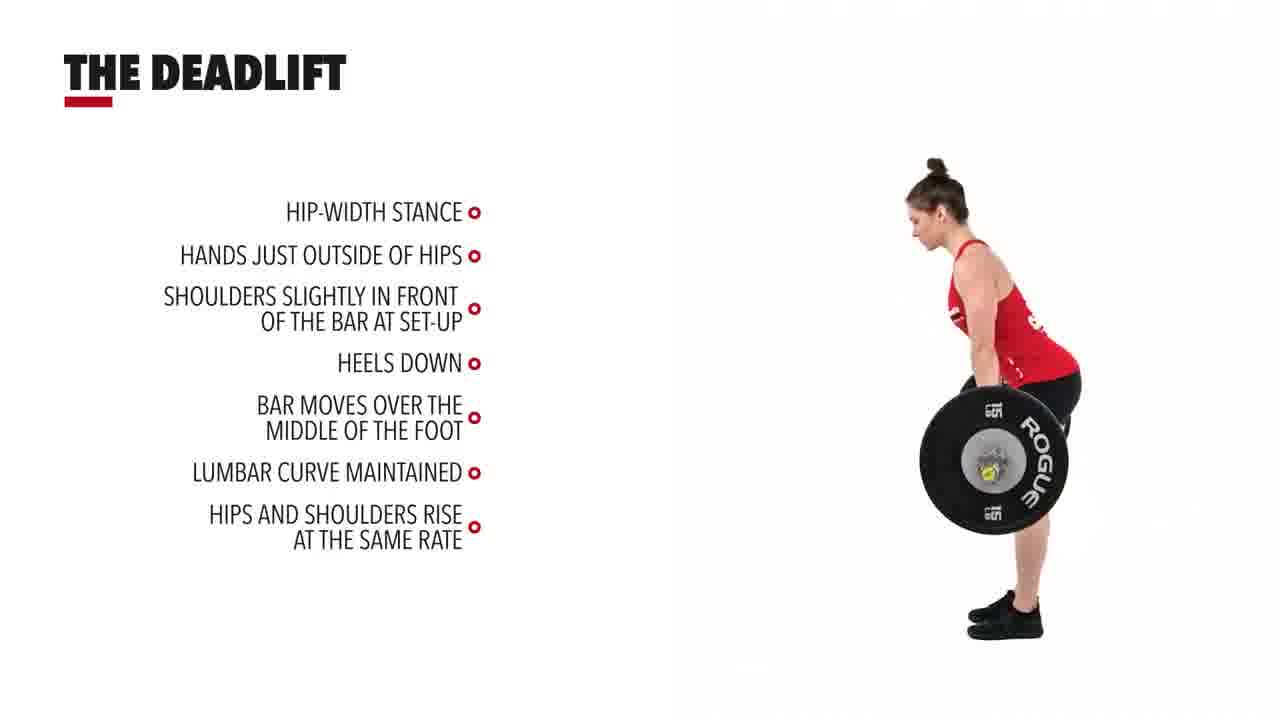 THE DEADLIFT
HIP-WIDTH STANCE
HANDS JUST OUTSIDE OF HIPS
SHOULDERS SLIGHTLY IN FRONT
OF THE BAR AT SET-UP
HEELS DOWN
BAR MOVES OVER THE
MIDDLE OF THE FOOT
LUMBAR CURVE MAINTAINED
HIPS AND SHOULDERS RISE
AT THE SAME RATE
15
LB
ROGUE
15
LB